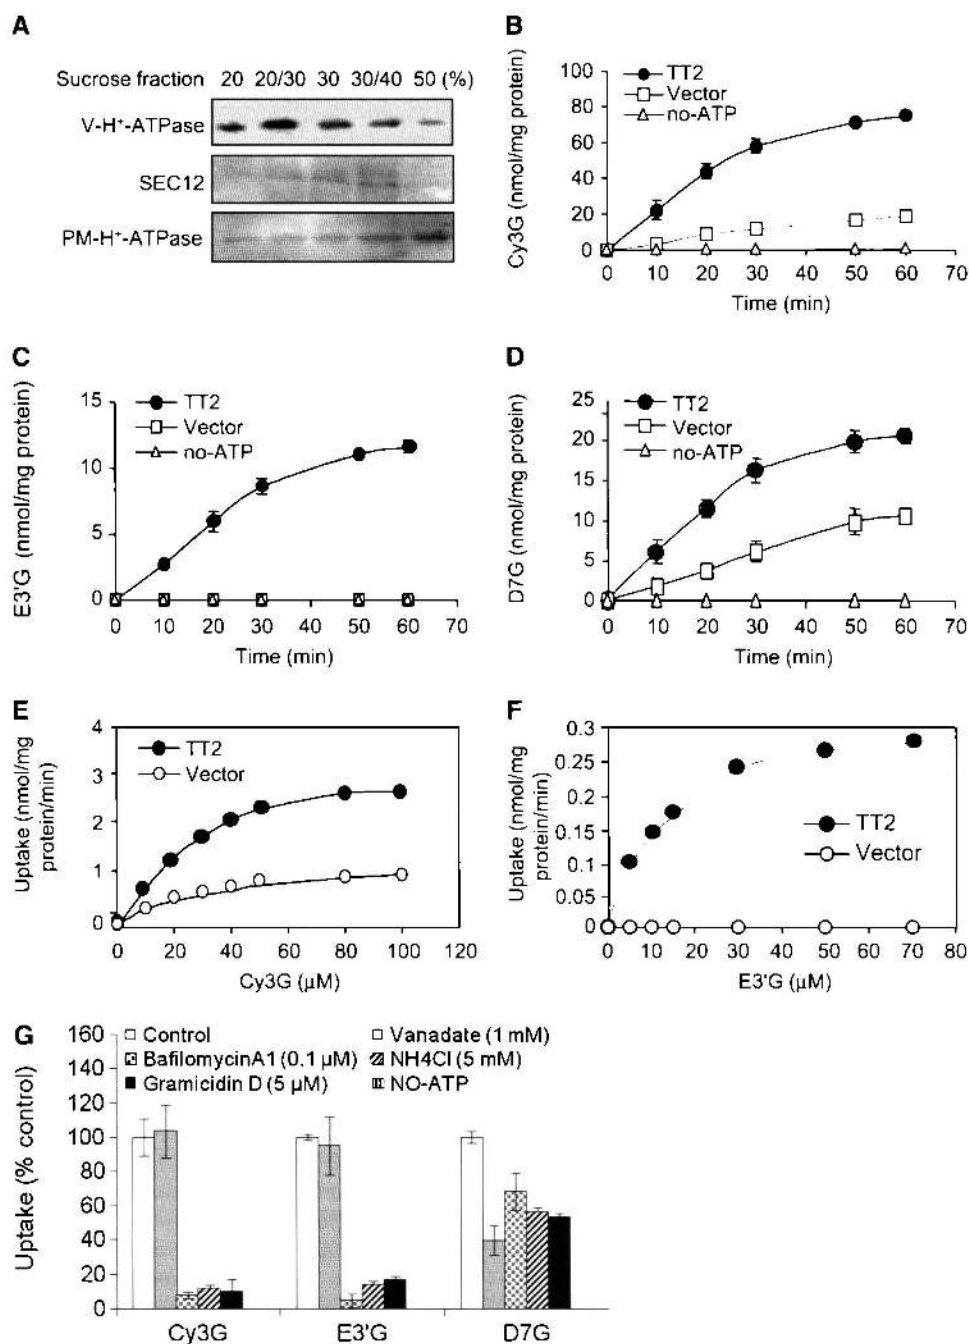 A
Sucrose fraction 20 20/30 30 30/40 50 (%)
V-H⁺-ATPase
SEC12
PM-H⁺-ATPase
B
Cy3G (nmol/mg protein)
100
80
60
40
20
0
TT2
Vector
no-ATP
0 10 20 30 40 50 60 70
Time (min)
C
E3'G (nmol/mg protein)
15
10
5
0
TT2
Vector
no-ATP
0 10 20 30 40 50 60 70
Time (min)
D
D7G (nmol/mg protein)
25
20
15
10
5
0
TT2
Vector
no-ATP
0 10 20 30 40 50 60 70
Time (min)
E
Uptake (nmol/mg
protein/min)
4
3
2
1
0
TT2
Vector
0 20 40 60 80 100 120
Cy3G (µM)
F
Uptake (nmol/mg
protein/min)
0.3
0.25
0.2
0.15
0.1
0.05
0
TT2
Vector
0 10 20 30 40 50 60 70 80
E3'G (µM)
G
Uptake (% control)
160
140
120
100
80
60
40
20
0
Control
Vanadate (1 mM)
BafilomycinA1 (0.1 µM)
NH4Cl (5 mM)
Gramicidin D (5 µM)
NO-ATP
Cy3G E3'G D7G